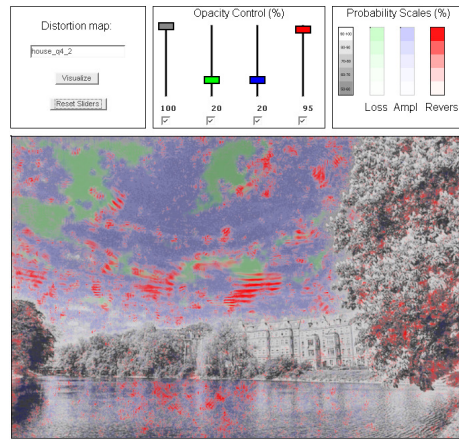 Distortion map:
house_q4_2
Visualize
Reset Sliders
Opacity Control (%)
100 20 20 95
Probability Scales (%)
Loss Ampl Revers